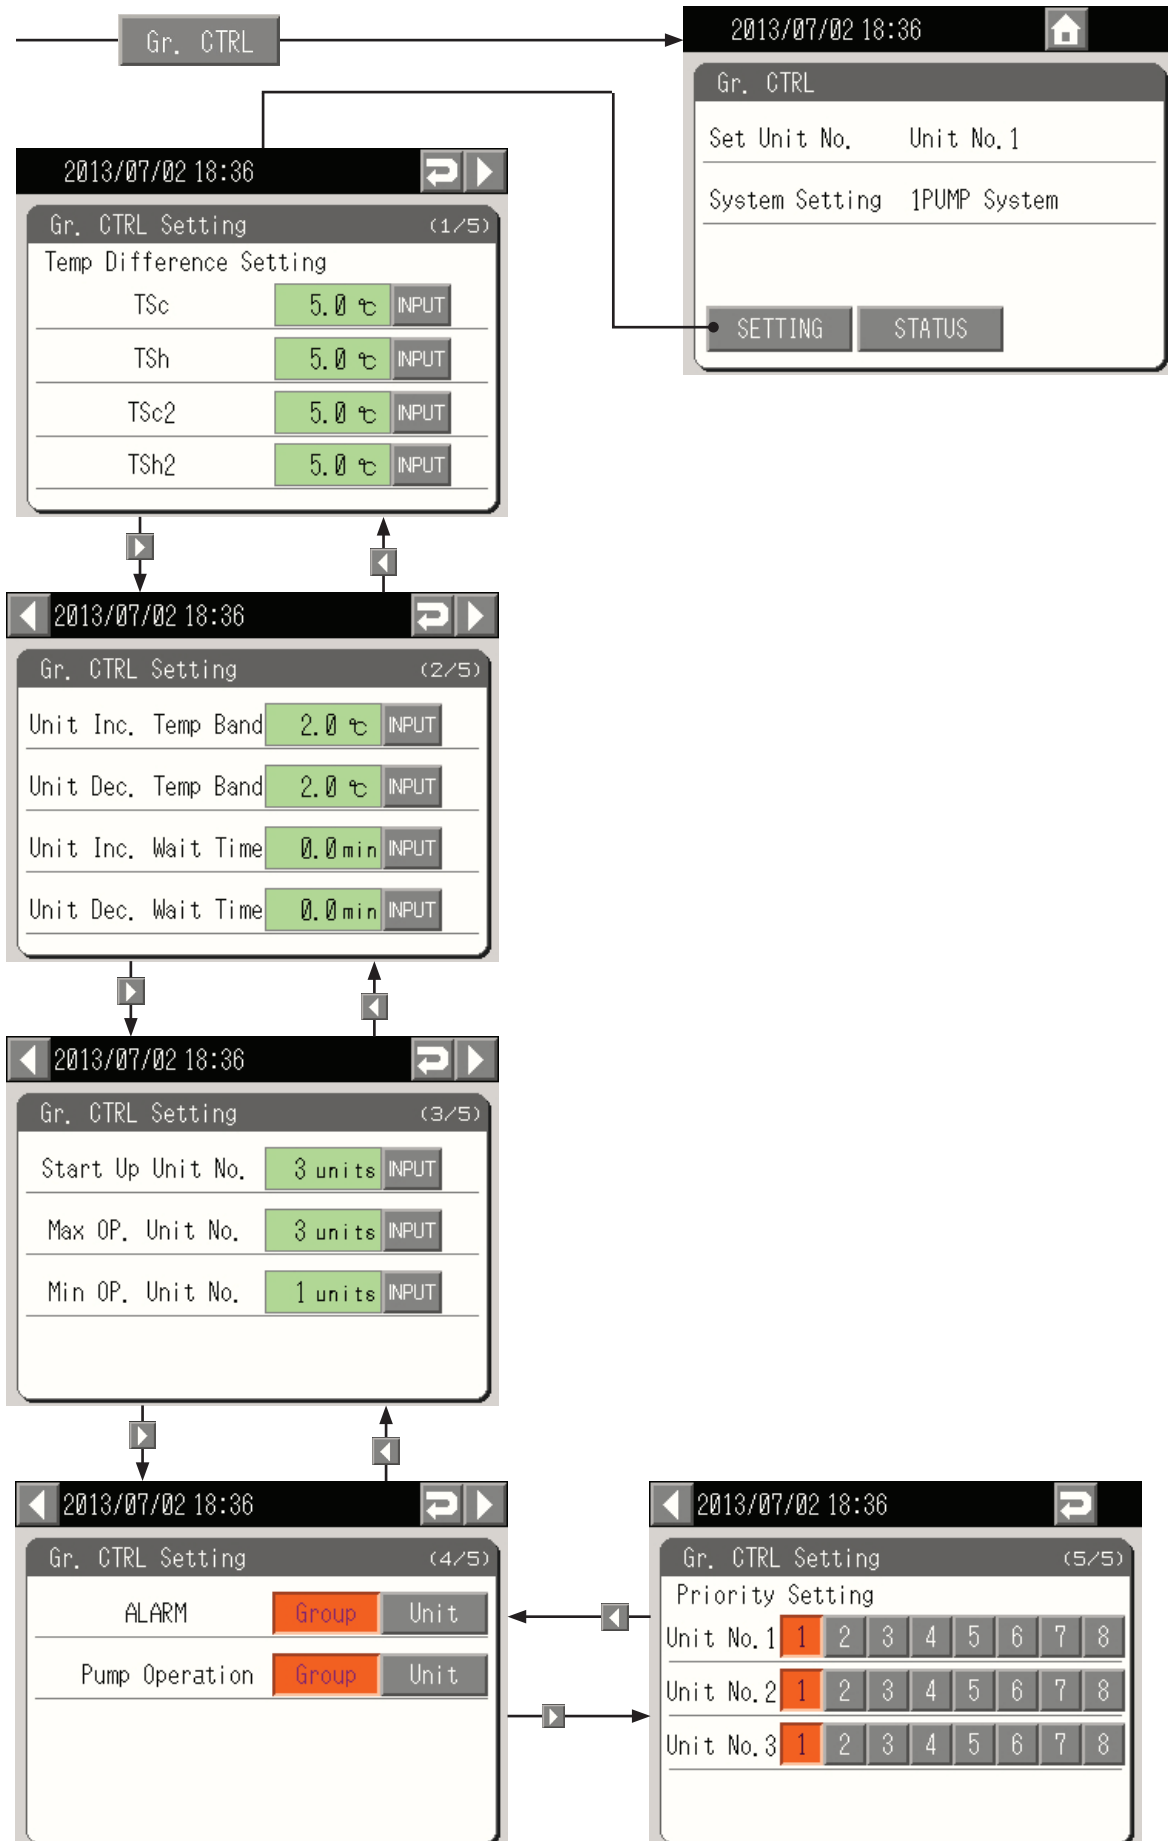 Gr. CTRL
2013/07/02 18:36
Gr. CTRL
Set Unit No. Unit No.1
System Setting 1PUMP System
SETTING STATUS
2013/07/02 18:36
Gr. CTRL Setting (1/5)
Temp Difference Setting
TSc 5.0 ℃ INPUT
TSh 5.0 ℃ INPUT
TSc2 5.0 ℃ INPUT
TSh2 5.0 ℃ INPUT
2013/07/02 18:36
Gr. CTRL Setting (2/5)
Unit Inc. Temp Band 2.0 ℃ INPUT
Unit Dec. Temp Band 2.0 ℃ INPUT
Unit Inc. Wait Time 0.0 min INPUT
Unit Dec. Wait Time 0.0 min INPUT
2013/07/02 18:36
Gr. CTRL Setting (3/5)
Start Up Unit No. 3 units INPUT
Max OP. Unit No. 3 units INPUT
Min OP. Unit No. 1 units INPUT
2013/07/02 18:36
Gr. CTRL Setting (4/5)
ALARM Group Unit
Pump Operation Group Unit
2013/07/02 18:36
Gr. CTRL Setting (5/5)
Priority Setting
Unit No.1 1 2 3 4 5 6 7 8
Unit No.2 1 2 3 4 5 6 7 8
Unit No.3 1 2 3 4 5 6 7 8